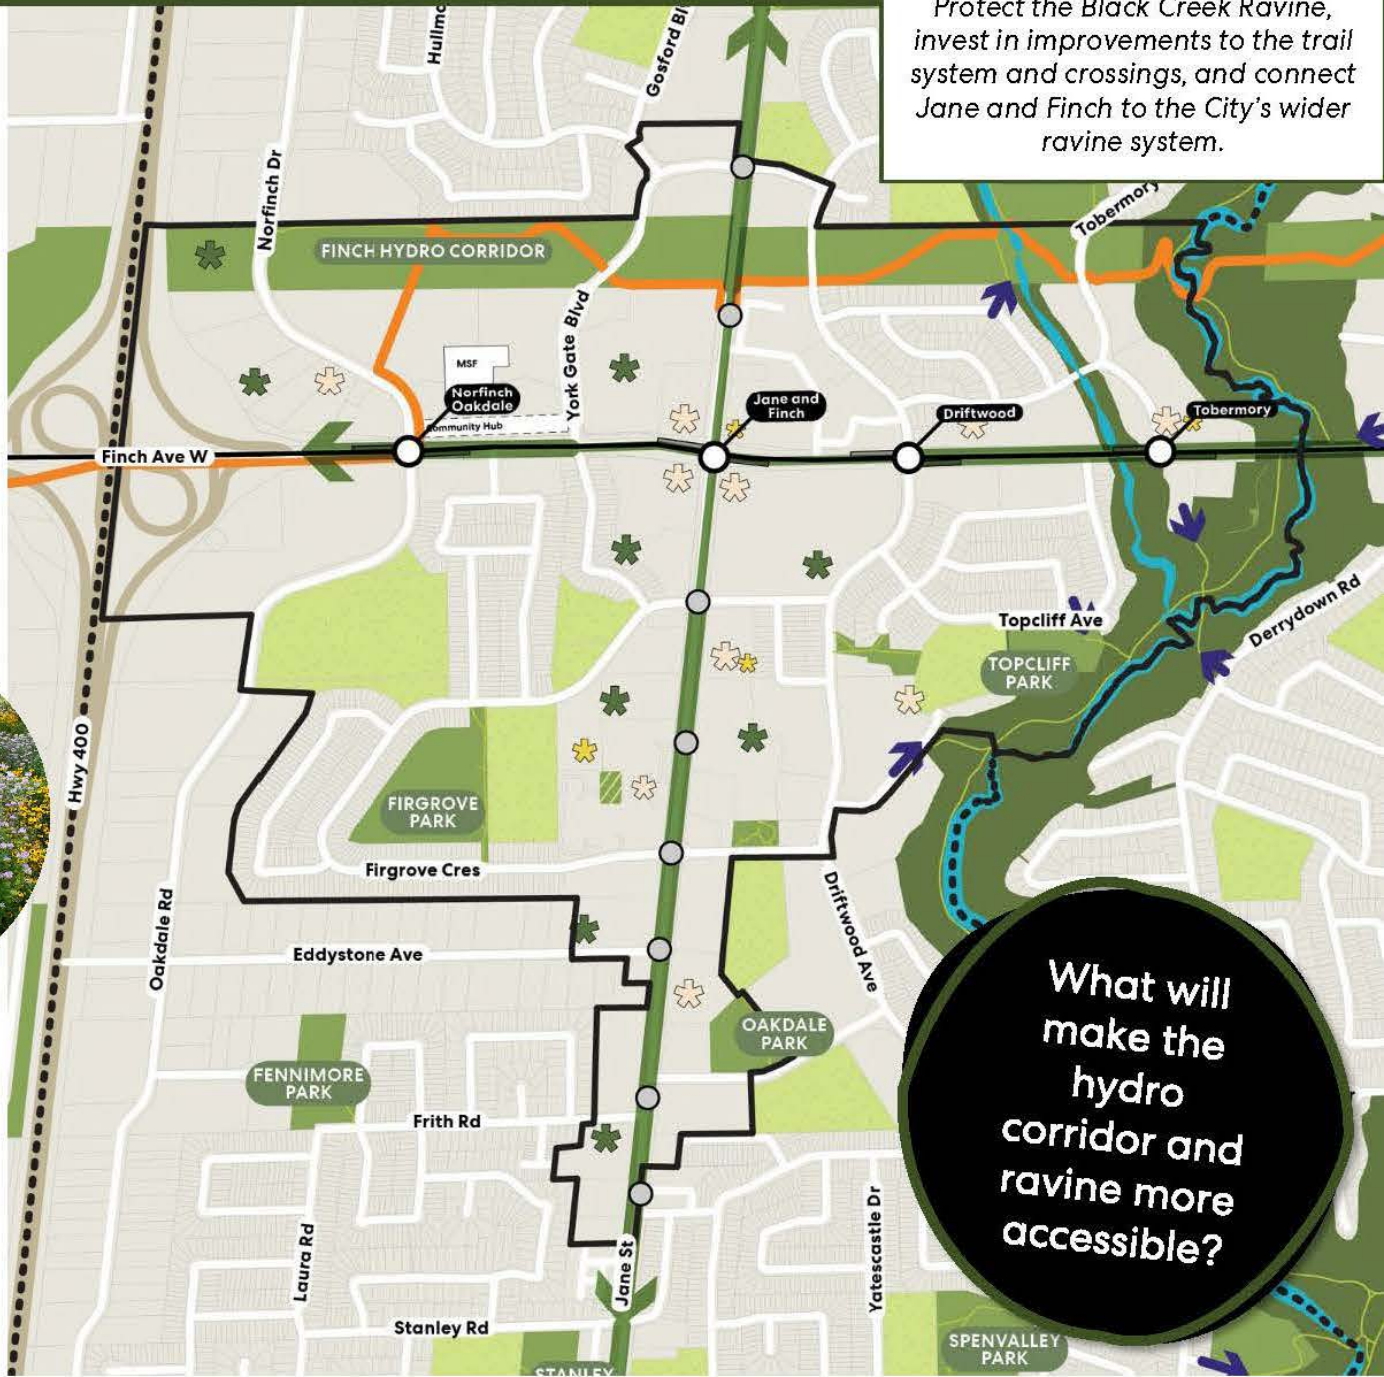 Protect the Black Creek Ravine,
invest in improvements to the trail
system and crossings, and connect
Jane and Finch to the City's wider
ravine system.
Gosford Bl
Norfinch Dr
Tobermory
FINCH HYDRO CORRIDOR
York Gate Blvd
MSF
Norfinch
Oakdale
Community Hub
Jane and
Finch
Driftwood
Tobermory
Finch Ave W
Topcliff Ave
Derrydown Rd
TOPCLIFF
PARK
Hwy 400
FIRGROVE
PARK
Firgrove Cres
Driftwood Ave
Oakdale Rd
Eddystone Ave
OAKDALE
PARK
FENNIMORE
PARK
Frith Rd
Laura Rd
Jane St
Yatescastle Dr
Stanley Rd
STANLEY
SPENVALLEY
PARK
What will
make the
hydro
corridor and
ravine more
accessible?